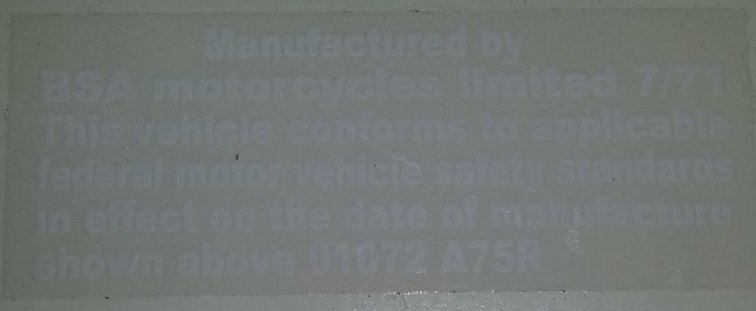 Manufactured by
BSA motorcycles limited 7/71
This vehicle conforms to applicable
federal motor vehicle safety standards
in effect on the date of manufacture
shown above 01072 A75R